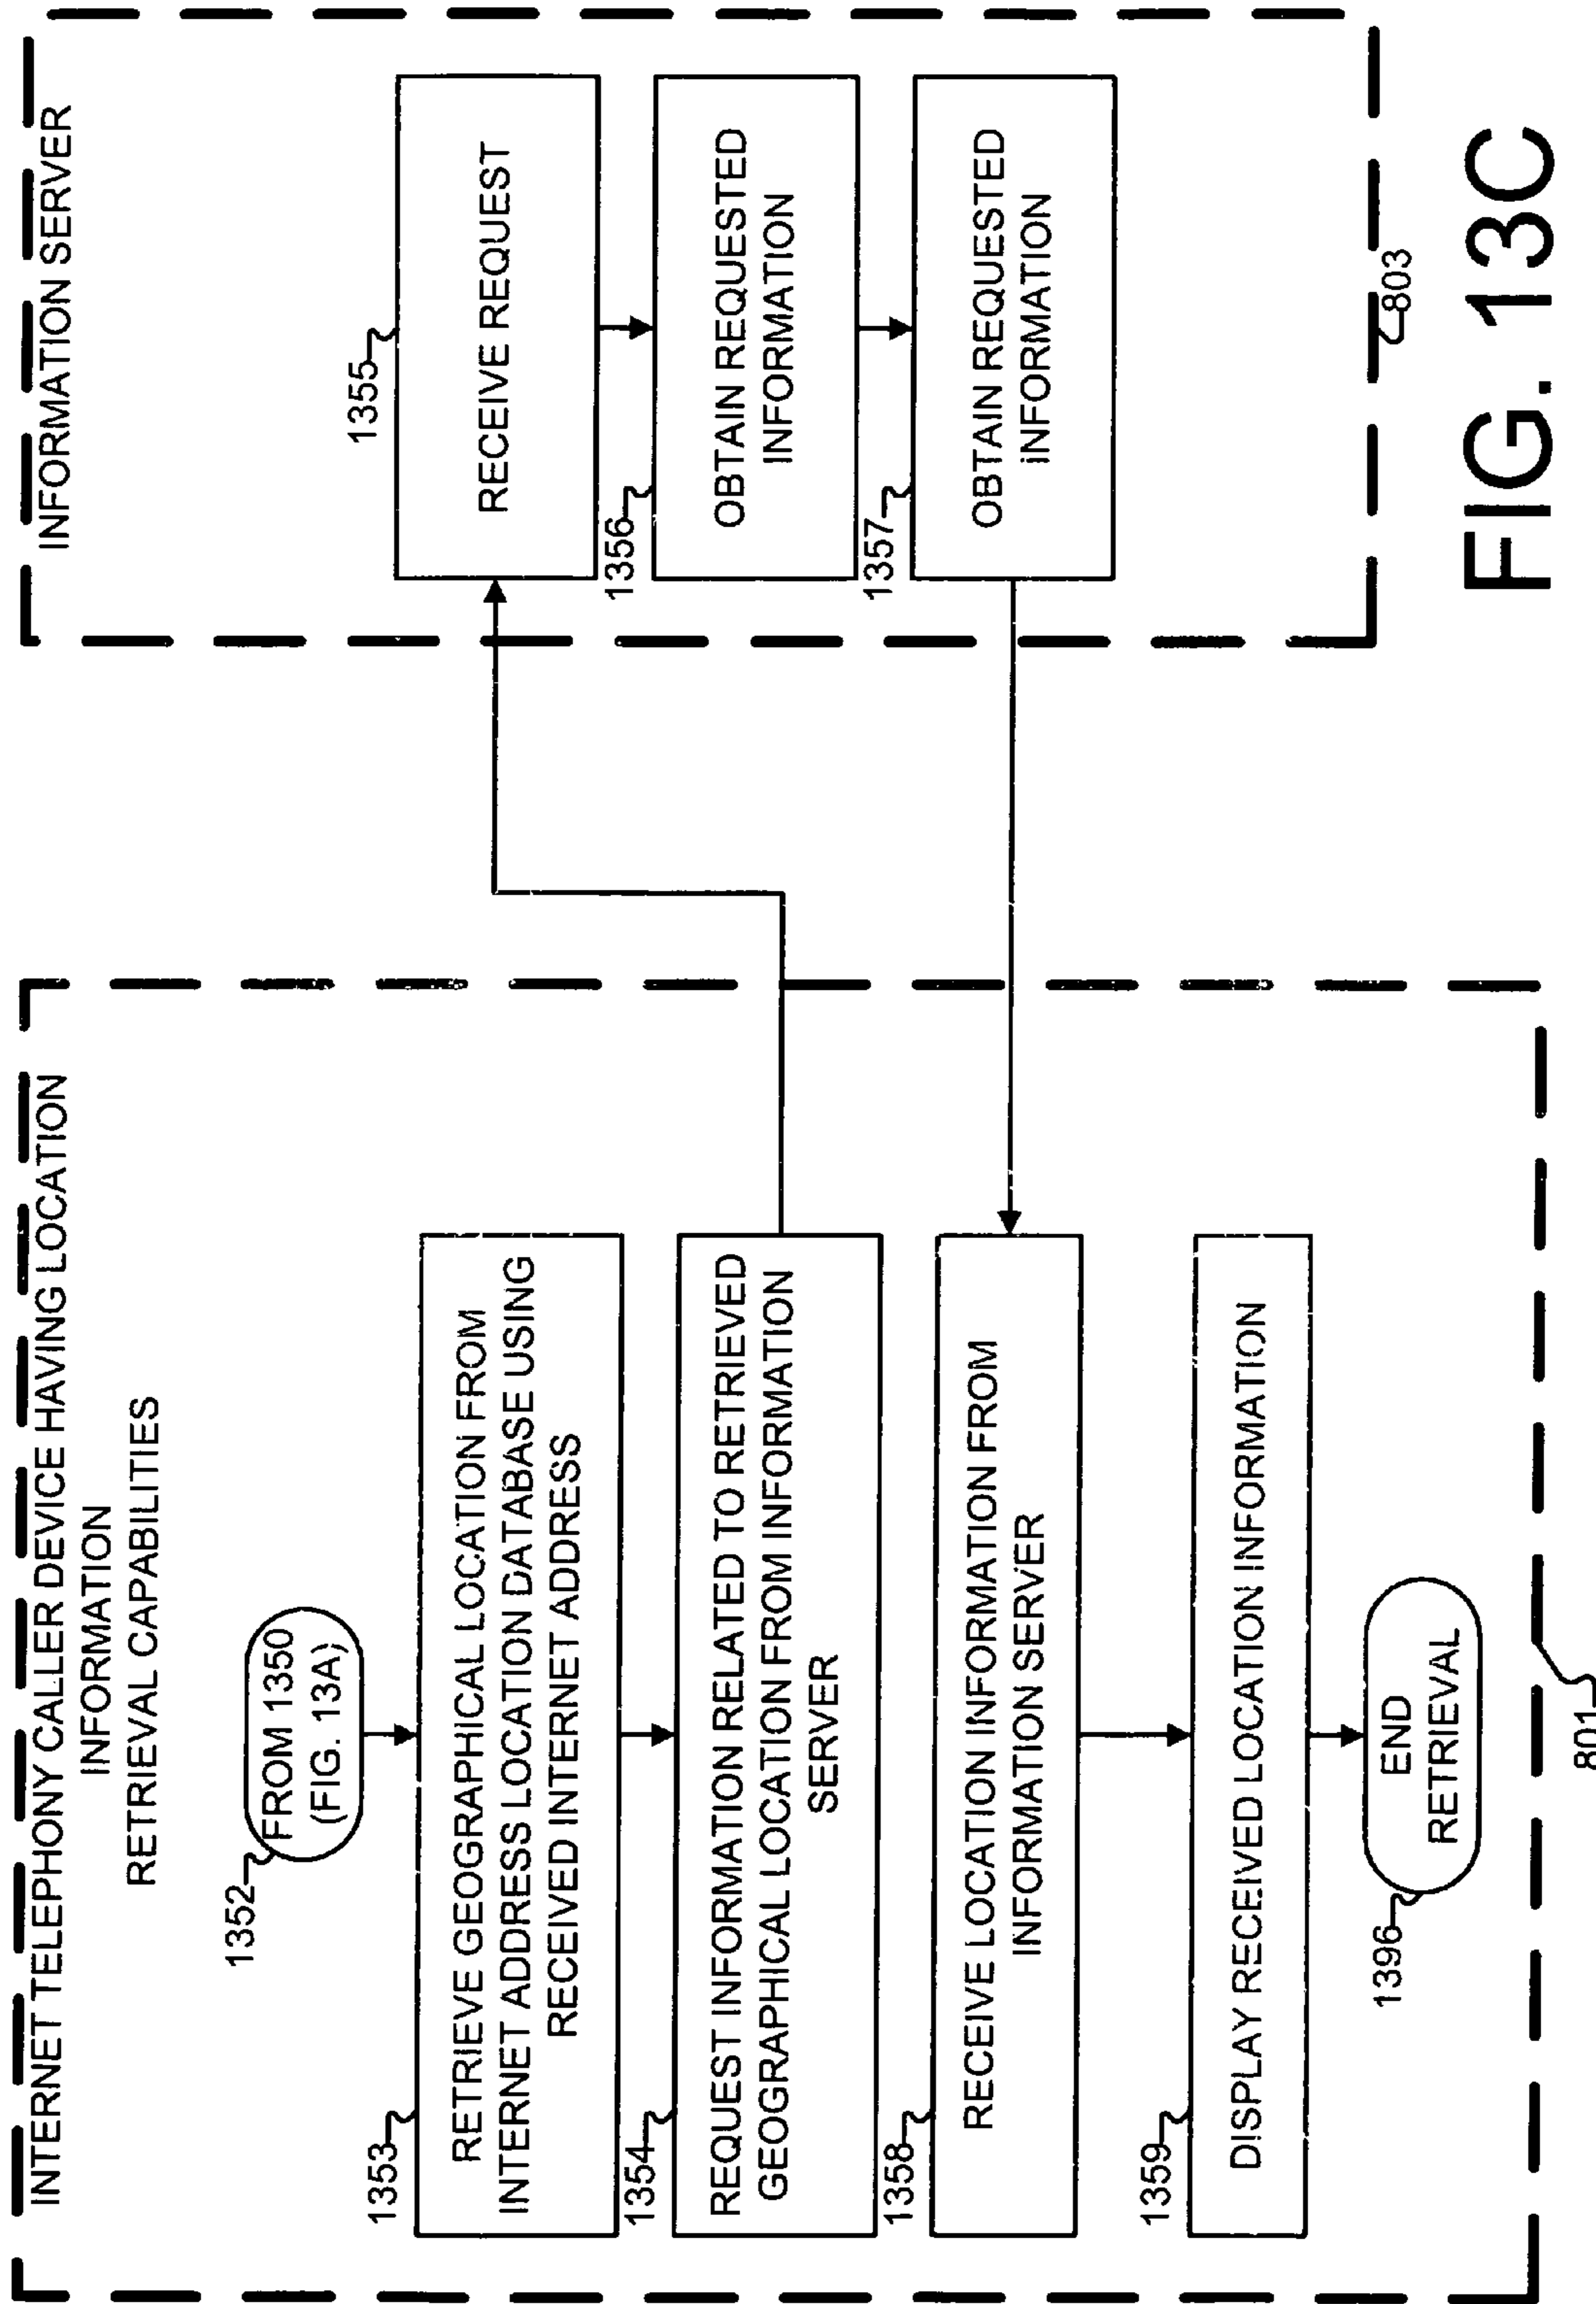 INTERNET TELEPHONY CALLER DEVICE HAVING LOCATION
INFORMATION
RETRIEVAL CAPABILITIES
1352
FROM 1350
(FIG. 13A)
1353
RETRIEVE GEOGRAPHICAL LOCATION FROM
INTERNET ADDRESS LOCATION DATABASE USING
RECEIVED INTERNET ADDRESS
1354
REQUEST INFORMATION RELATED TO RETRIEVED
GEOGRAPHICAL LOCATION FROM INFORMATION
SERVER
1358
RECEIVE LOCATION INFORMATION FROM
INFORMATION SERVER
1359
DISPLAY RECEIVED LOCATION INFORMATION
1396
END
RETRIEVAL
801
INFORMATION SERVER
1355
RECEIVE REQUEST
1356
OBTAIN REQUESTED
INFORMATION
1357
OBTAIN REQUESTED
INFORMATION
803
FIG. 13C